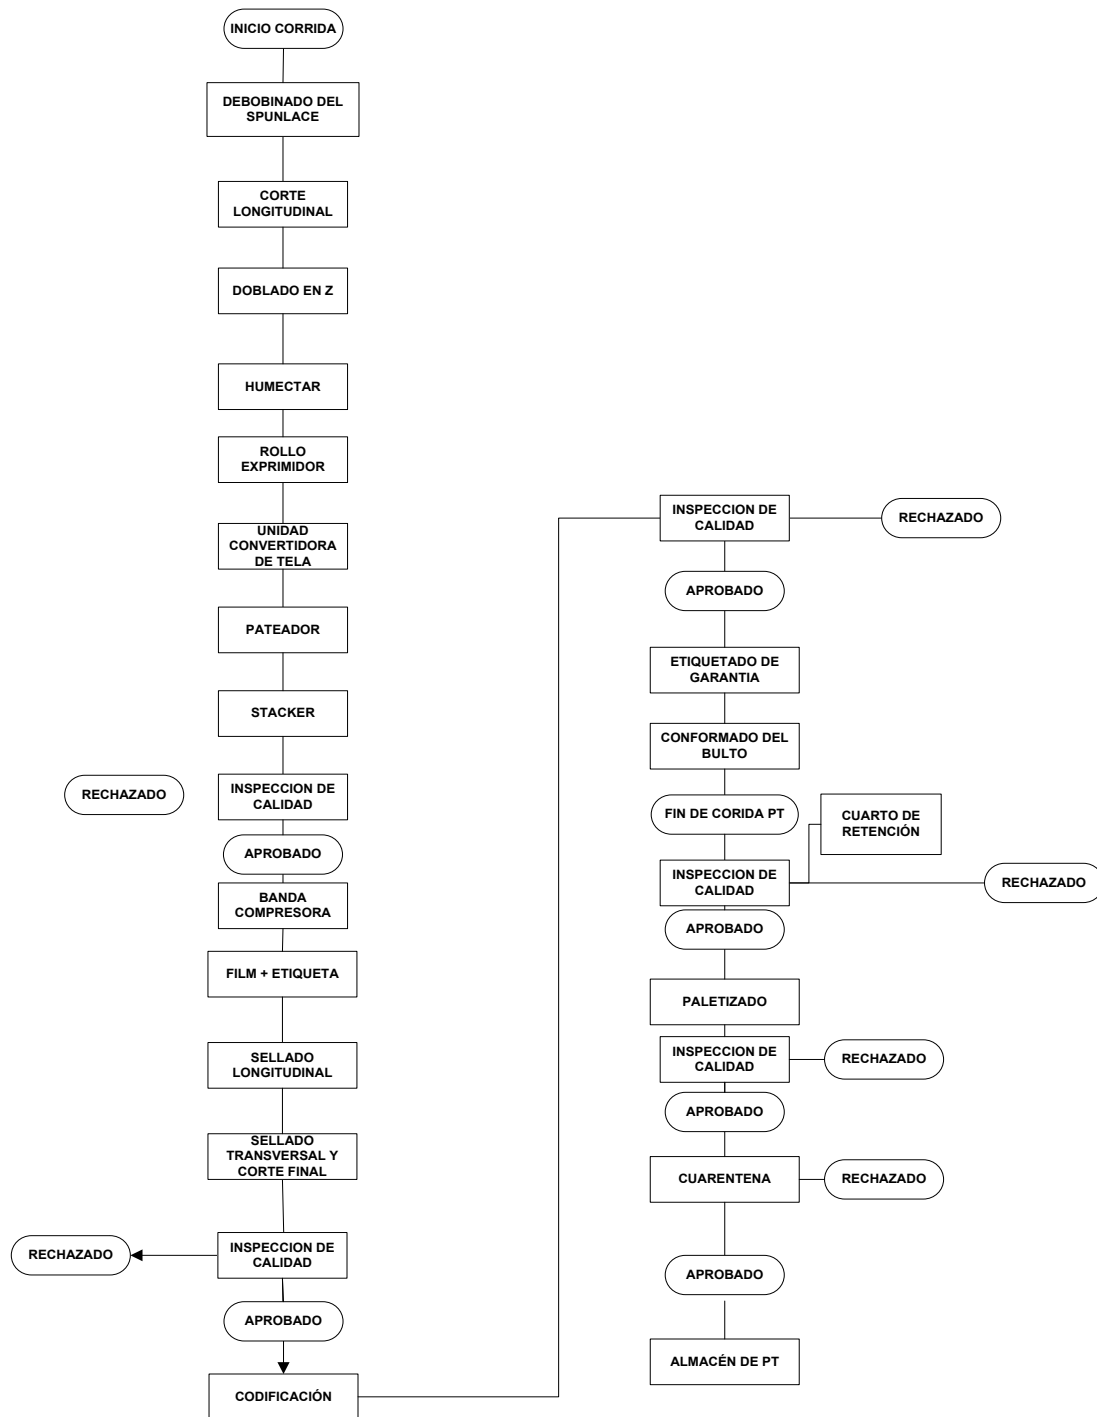 INICIO CORRIDA
DEBOBINADO DEL
SPUNLACE
CORTE
LONGITUDINAL
DOBLADO EN Z
HUMECTAR
ROLLO
EXPRIMIDOR
UNIDAD
CONVERTIDORA
DE TELA
PATEADOR
STACKER
RECHAZADO
INSPECCION DE
CALIDAD
APROBADO
BANDA
COMPRESORA
FILM + ETIQUETA
SELLADO
LONGITUDINAL
SELLADO
TRANSVERSAL Y
CORTE FINAL
RECHAZADO
INSPECCION DE
CALIDAD
APROBADO
CODIFICACIÓN
INSPECCION DE
CALIDAD
RECHAZADO
APROBADO
ETIQUETADO DE
GARANTIA
CONFORMADO DEL
BULTO
FIN DE CORIDA PT
CUARTO DE
RETENCIÓN
INSPECCION DE
CALIDAD
RECHAZADO
APROBADO
PALETIZADO
INSPECCION DE
CALIDAD
RECHAZADO
APROBADO
CUARENTENA
RECHAZADO
APROBADO
ALMACÉN DE PT